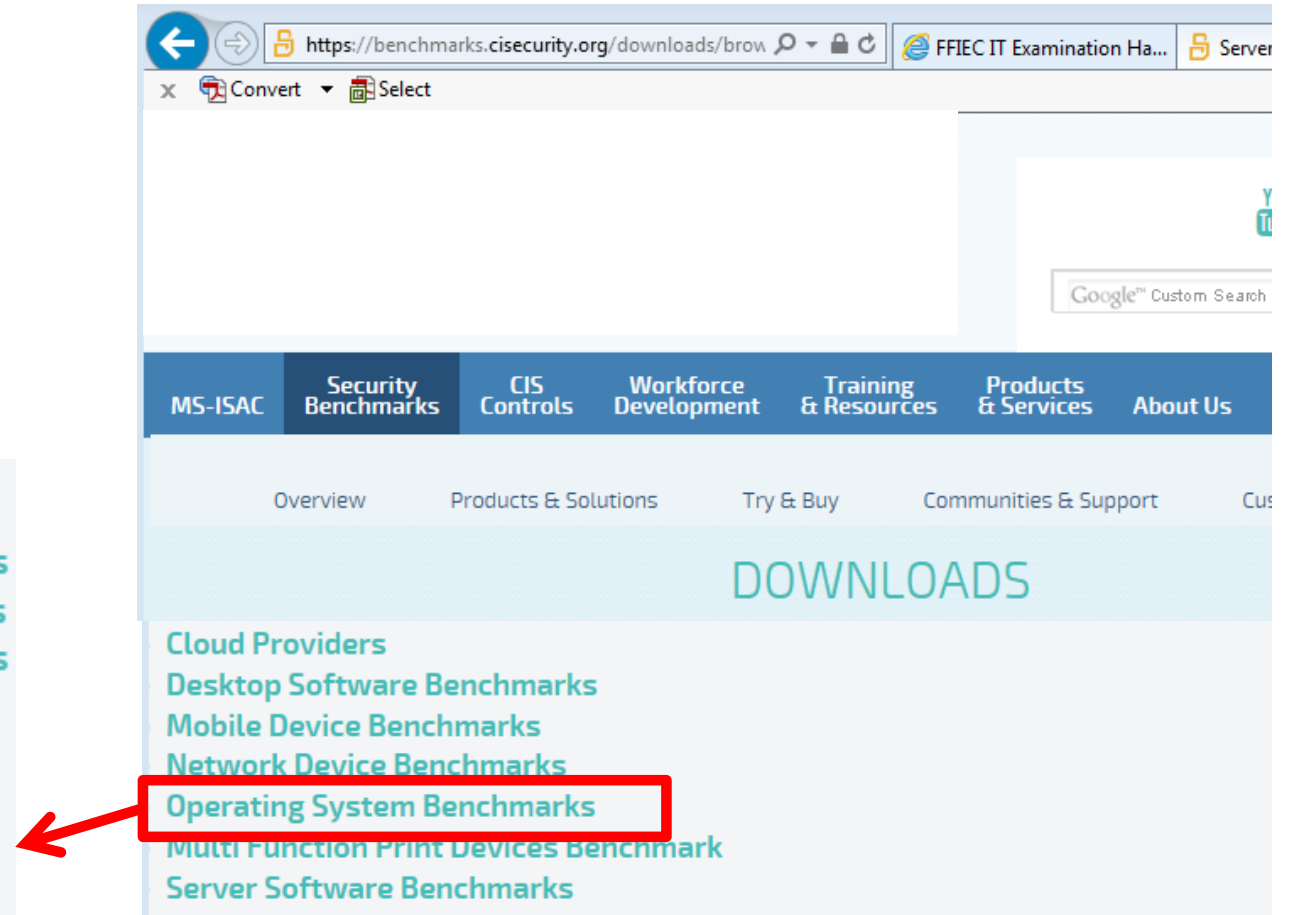 https://benchmarks.cisecurity.org/downloads/brow
FFIEC IT Examination Ha...
Server
x Convert Select
Google™ Custom Search
MS-ISAC
Security Benchmarks
CIS Controls
Workforce Development
Training & Resources
Products & Services
About Us
Overview Products & Solutions Try & Buy Communities & Support Cus
DOWNLOADS
Cloud Providers
Desktop Software Benchmarks
Mobile Device Benchmarks
Network Device Benchmarks
Operating System Benchmarks
Multi Function Print Devices Benchmark
Server Software Benchmarks